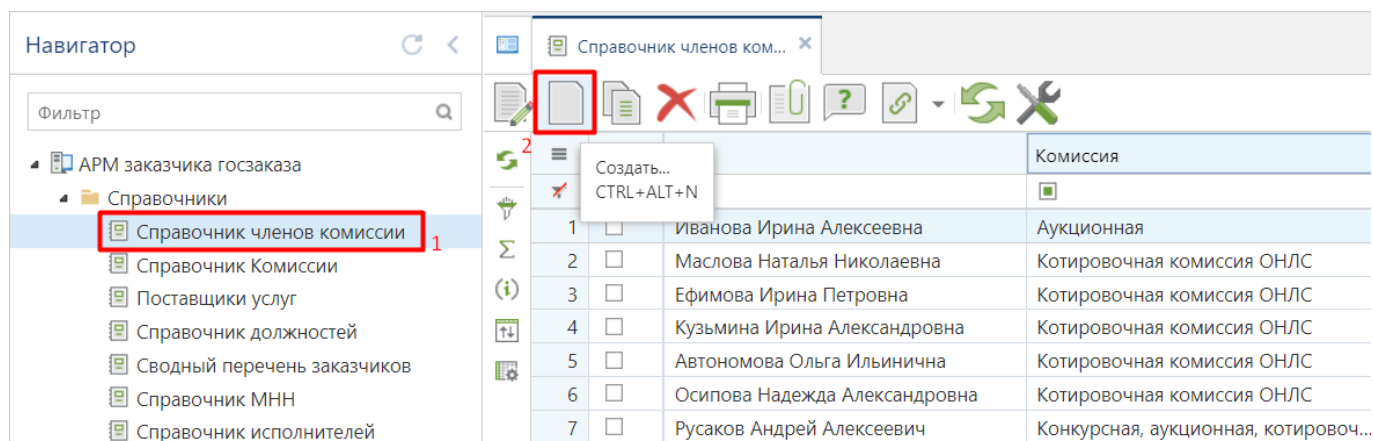 Навигатор
Фильтр
АРМ заказчика госзаказа
Справочники
Справочник членов комиссии 1
Справочник Комиссии
Поставщики услуг
Справочник должностей
Сводный перечень заказчиков
Справочник МНН
Справочник исполнителей
Справочник членов ком...
2
Создать...
CTRL+ALT+N
Комиссия
1 Иванова Ирина Алексеевна Аукционная
2 Маслова Наталья Николаевна Котировочная комиссия ОНЛС
3 Ефимова Ирина Петровна Котировочная комиссия ОНЛС
4 Кузьмина Ирина Александровна Котировочная комиссия ОНЛС
5 Автономова Ольга Ильинична Котировочная комиссия ОНЛС
6 Осипова Надежда Александровна Котировочная комиссия ОНЛС
7 Русаков Андрей Алексеевич Конкурсная, аукционная, котировоч...